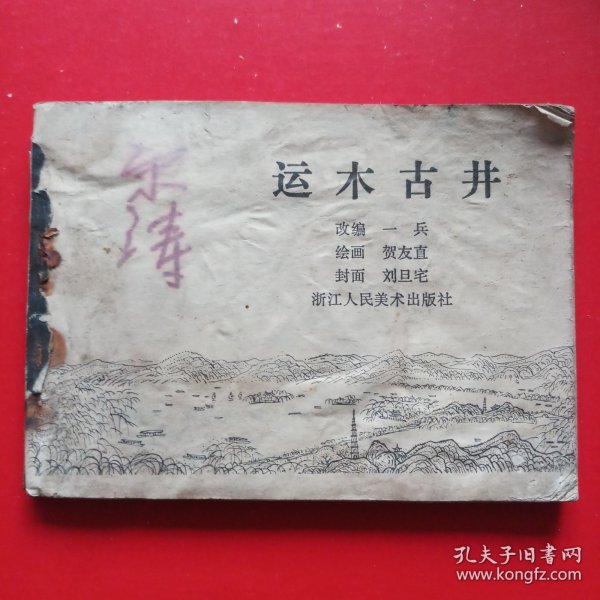 运木古井
改编 一兵
绘画 贺友直
封面 刘旦宅
浙江人民美术出版社
孔夫子旧書网
www.kongfz.com